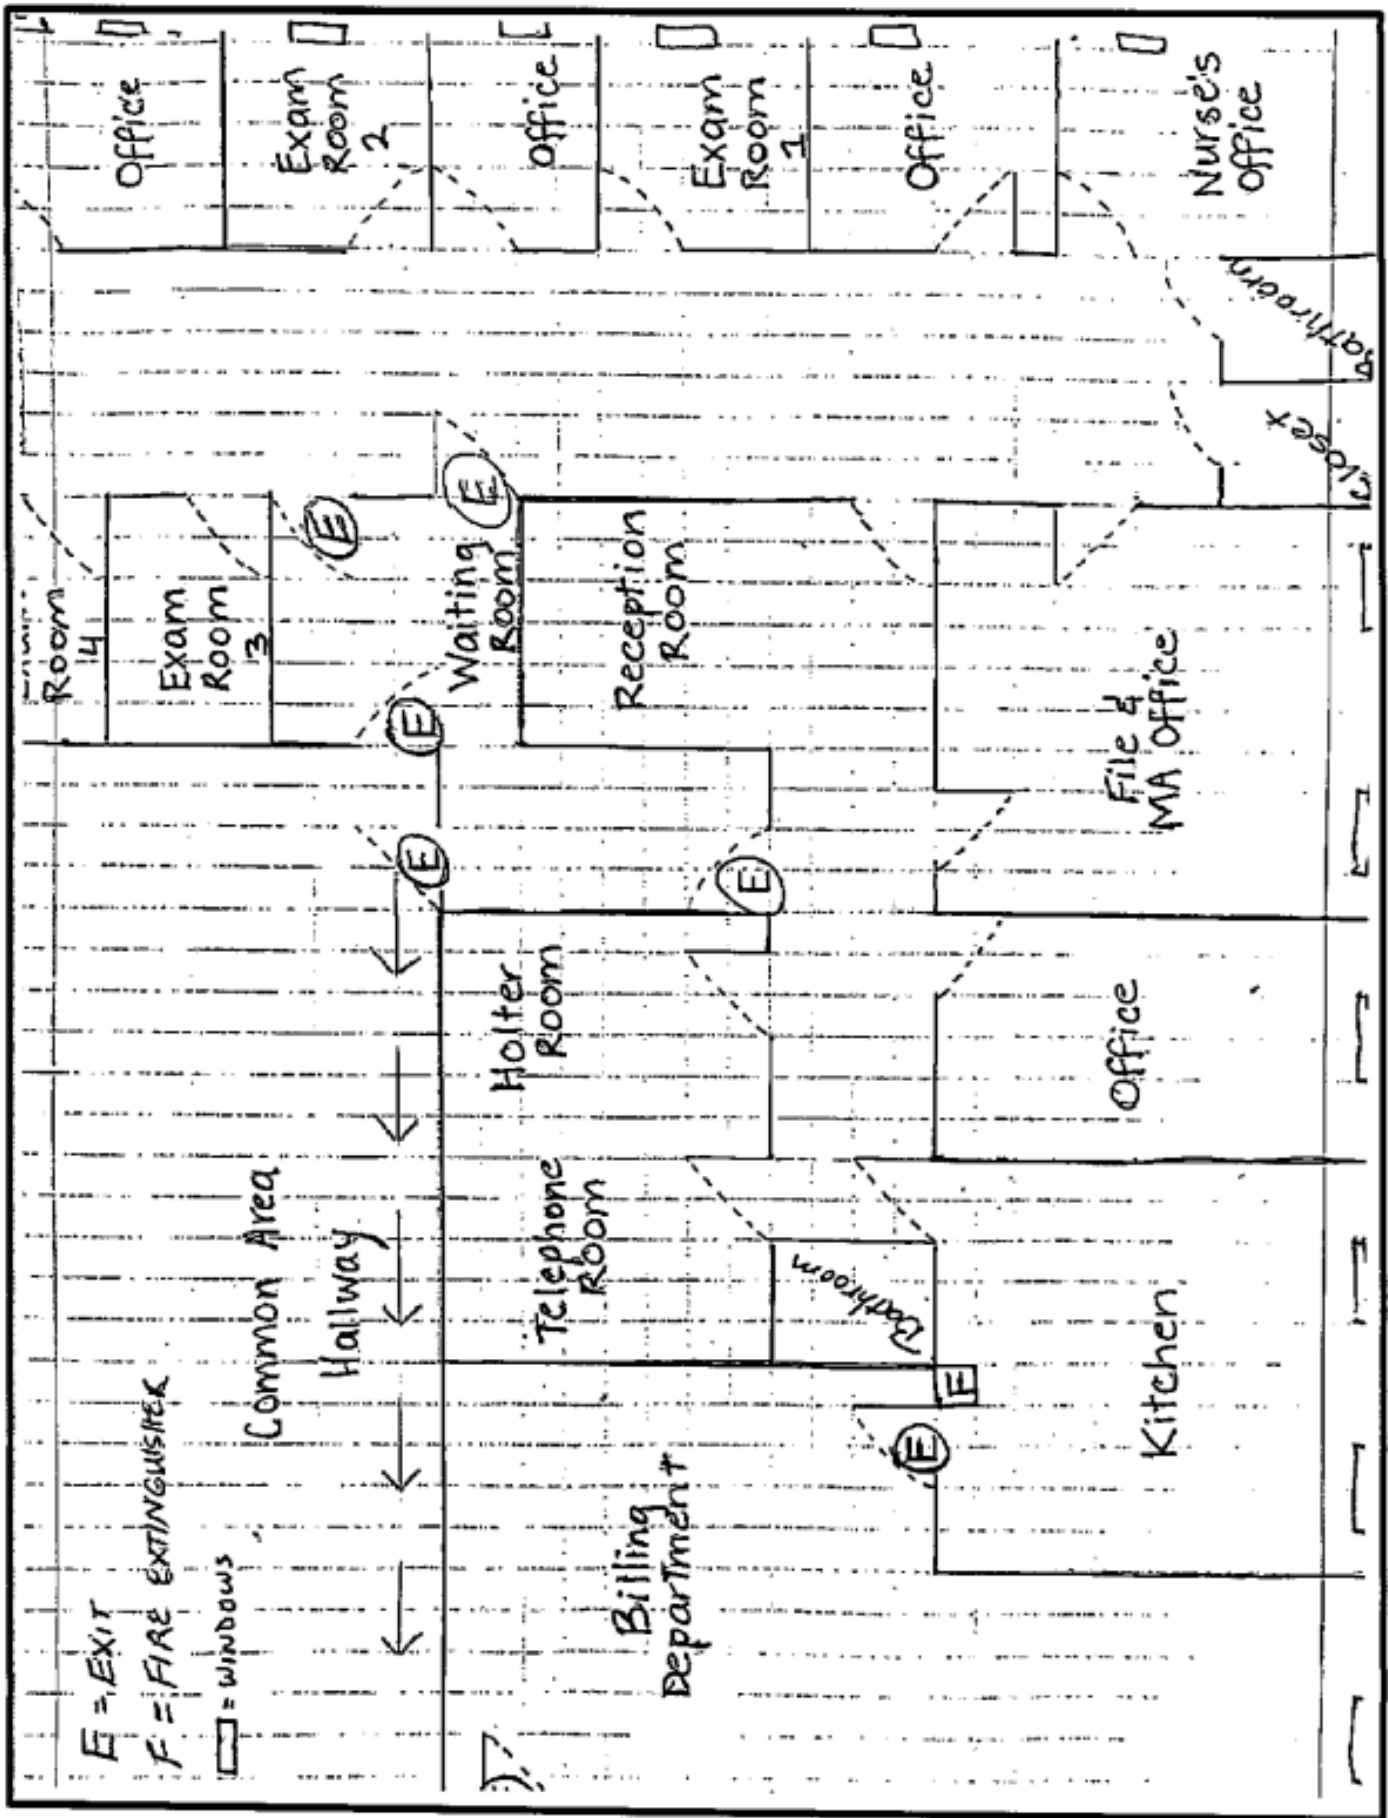 E = EXIT
F = FIRE EXTINGUISHER
= WINDOWS
Common Area
Hallway
Room
4
Exam
Room
3
Office
Exam
Room
2
E
E
E
E
Waiting
Room
Office
Holter
Room
Telephone
Room
Billing
Department
Reception
Room
Exam
Room
1
E
Bathroom
Office
E
F
Kitchen
Office
File &
MA Office
Closet
Bathroom
Nurse's
Office